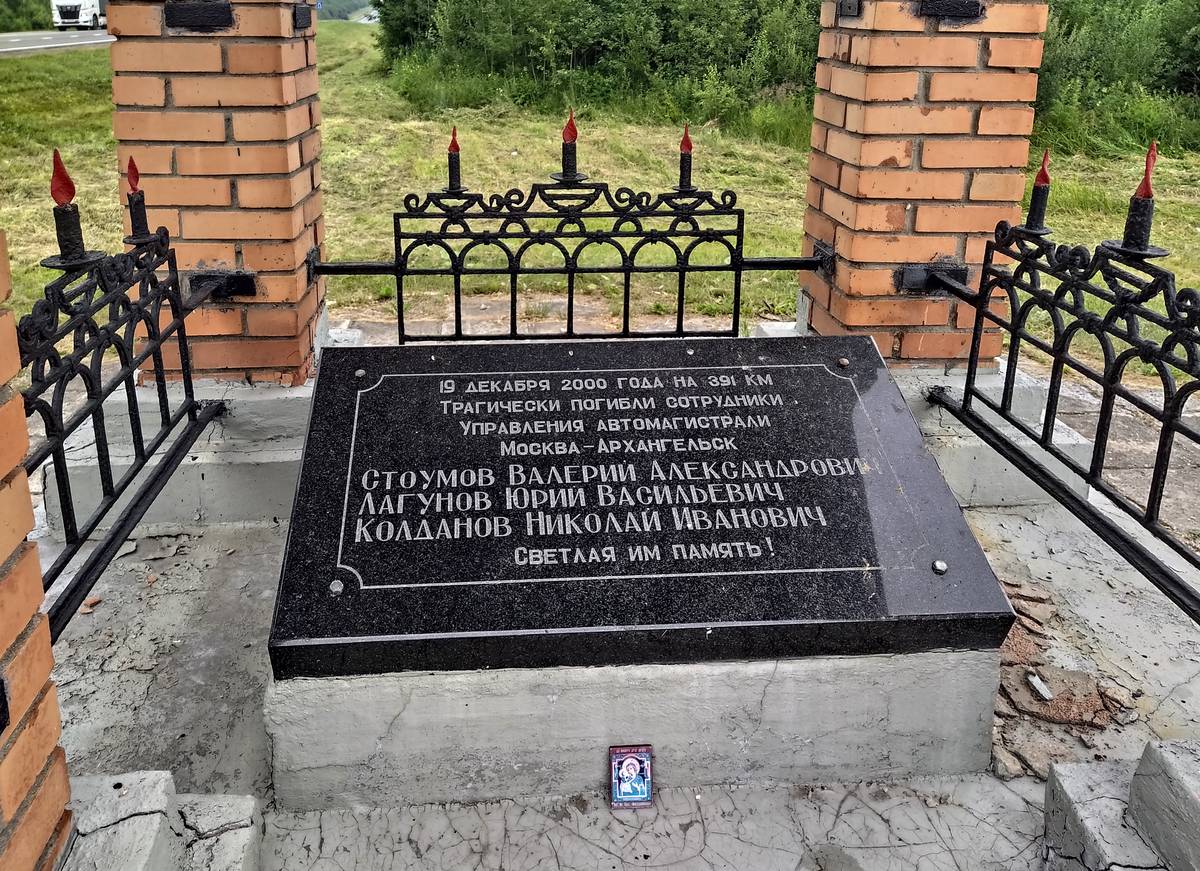 19 ДЕКАБРЯ 2000 ГОДА НА 391 КМ
ТРАГИЧЕСКИ ПОГИБЛИ СОТРУДНИКИ
УПРАВЛЕНИЯ АВТОМАГИСТРАЛИ
МОСКВА-АРХАНГЕЛЬСК
СТОУМОВ ВАЛЕРИЙ АЛЕКСАНДРОВИ
ЛАГУНОВ ЮРИЙ ВАСИЛЬЕВИЧ
КОЛДАНОВ НИКОЛАЙ ИВАНОВИЧ
СВЕТЛАЯ ИМ ПАМЯТЬ!